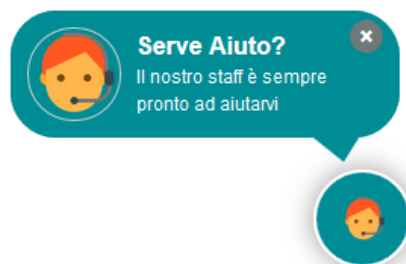 Serve Aiuto?
Il nostro staff è sempre
pronto ad aiutarvi